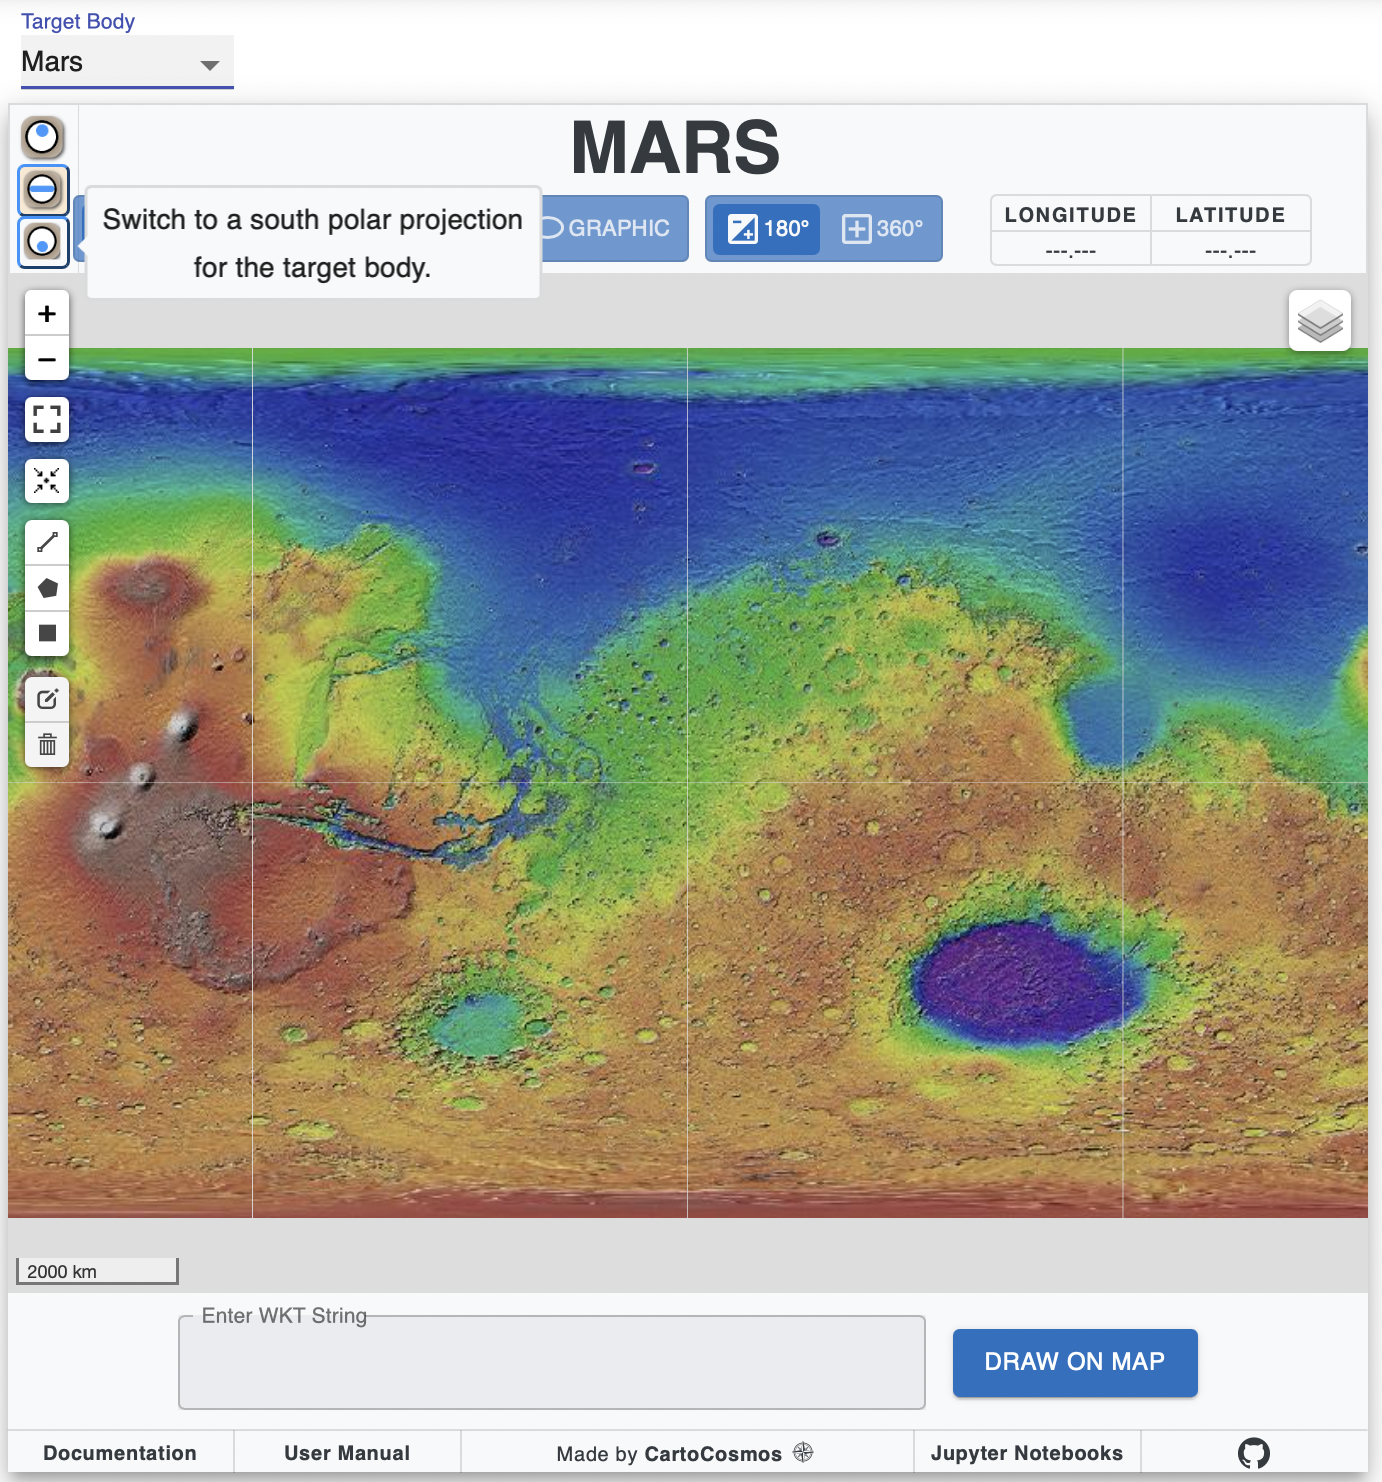 Target Body
Mars
MARS
Switch to a south polar projection
for the target body.
GRAPHIC
180°
360°
LONGITUDE LATITUDE
---.--- ---.---
+
−
2000 km
Enter WKT String
DRAW ON MAP
Documentation User Manual Made by CartoCosmos Jupyter Notebooks